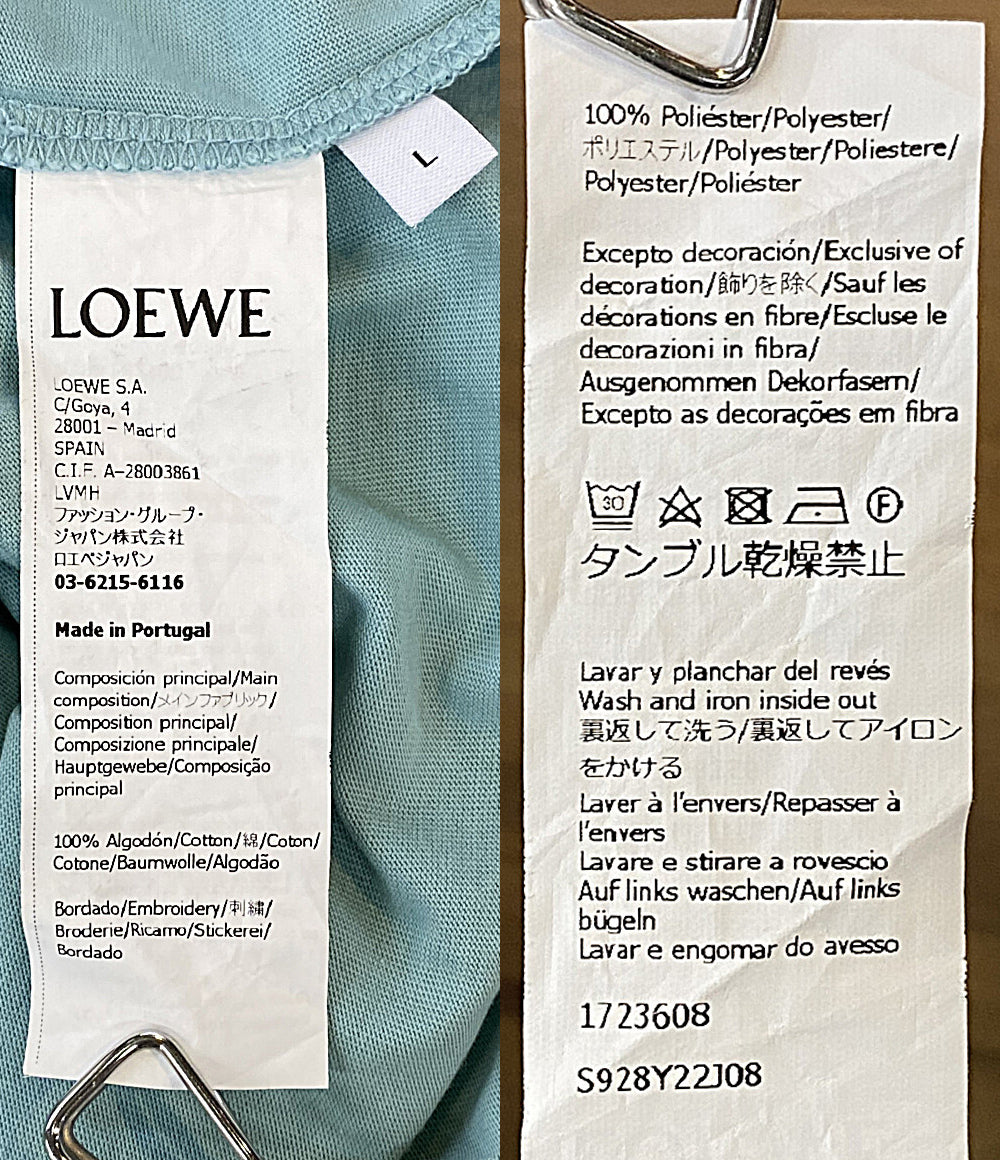 L
LOEWE
LOEWE S.A.
C/Goya, 4
28001 – Madrid
SPAIN
C.I.F. A–28003861
LVMH
ファッション・グループ・
ジャパン株式会社
ロエベジャパン
03-6215-6116
Made in Portugal
Composición principal/Main
composition/メインファブリック/
Composition principal/
Composizione principale/
Hauptgewebe/Composição
principal
100% Algodón/Cotton/綿/Coton/
Cotone/Baumwolle/Algodão
Bordado/Embroidery/刺繍/
Broderie/Ricamo/Stickerei/
Bordado
100% Poliéster/Polyester/
ポリエステル/Polyester/Poliestere/
Polyester/Poliéster
Excepto decoración/Exclusive of
decoration/飾りを除く/Sauf les
décorations en fibre/Escluse le
decorazioni in fibra/
Ausgenommen Dekorfasern/
Excepto as decorações em fibra
30 F
タンブル乾燥禁止
Lavar y planchar del revés
Wash and iron inside out
裏返して洗う/裏返してアイロン
をかける
Laver à l'envers/Repasser à
l'envers
Lavare e stirare a rovescio
Auf links waschen/Auf links
bügeln
Lavar e engomar do avesso
1723608
S928Y22J08